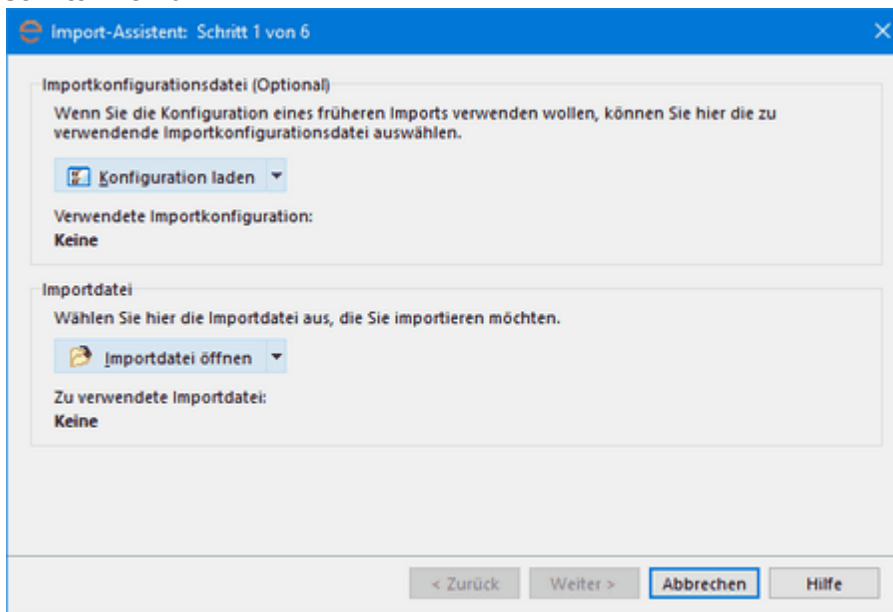 Import-Assistent: Schritt 1 von 6
Importkonfigurationsdatei (Optional)
Wenn Sie die Konfiguration eines früheren Imports verwenden wollen, können Sie hier die zu
verwendende Importkonfigurationsdatei auswählen.
Konfiguration laden
Verwendete Importkonfiguration:
Keine
Importdatei
Wählen Sie hier die Importdatei aus, die Sie importieren möchten.
Importdatei öffnen
Zu verwendete Importdatei:
Keine
< Zurück Weiter > Abbrechen Hilfe